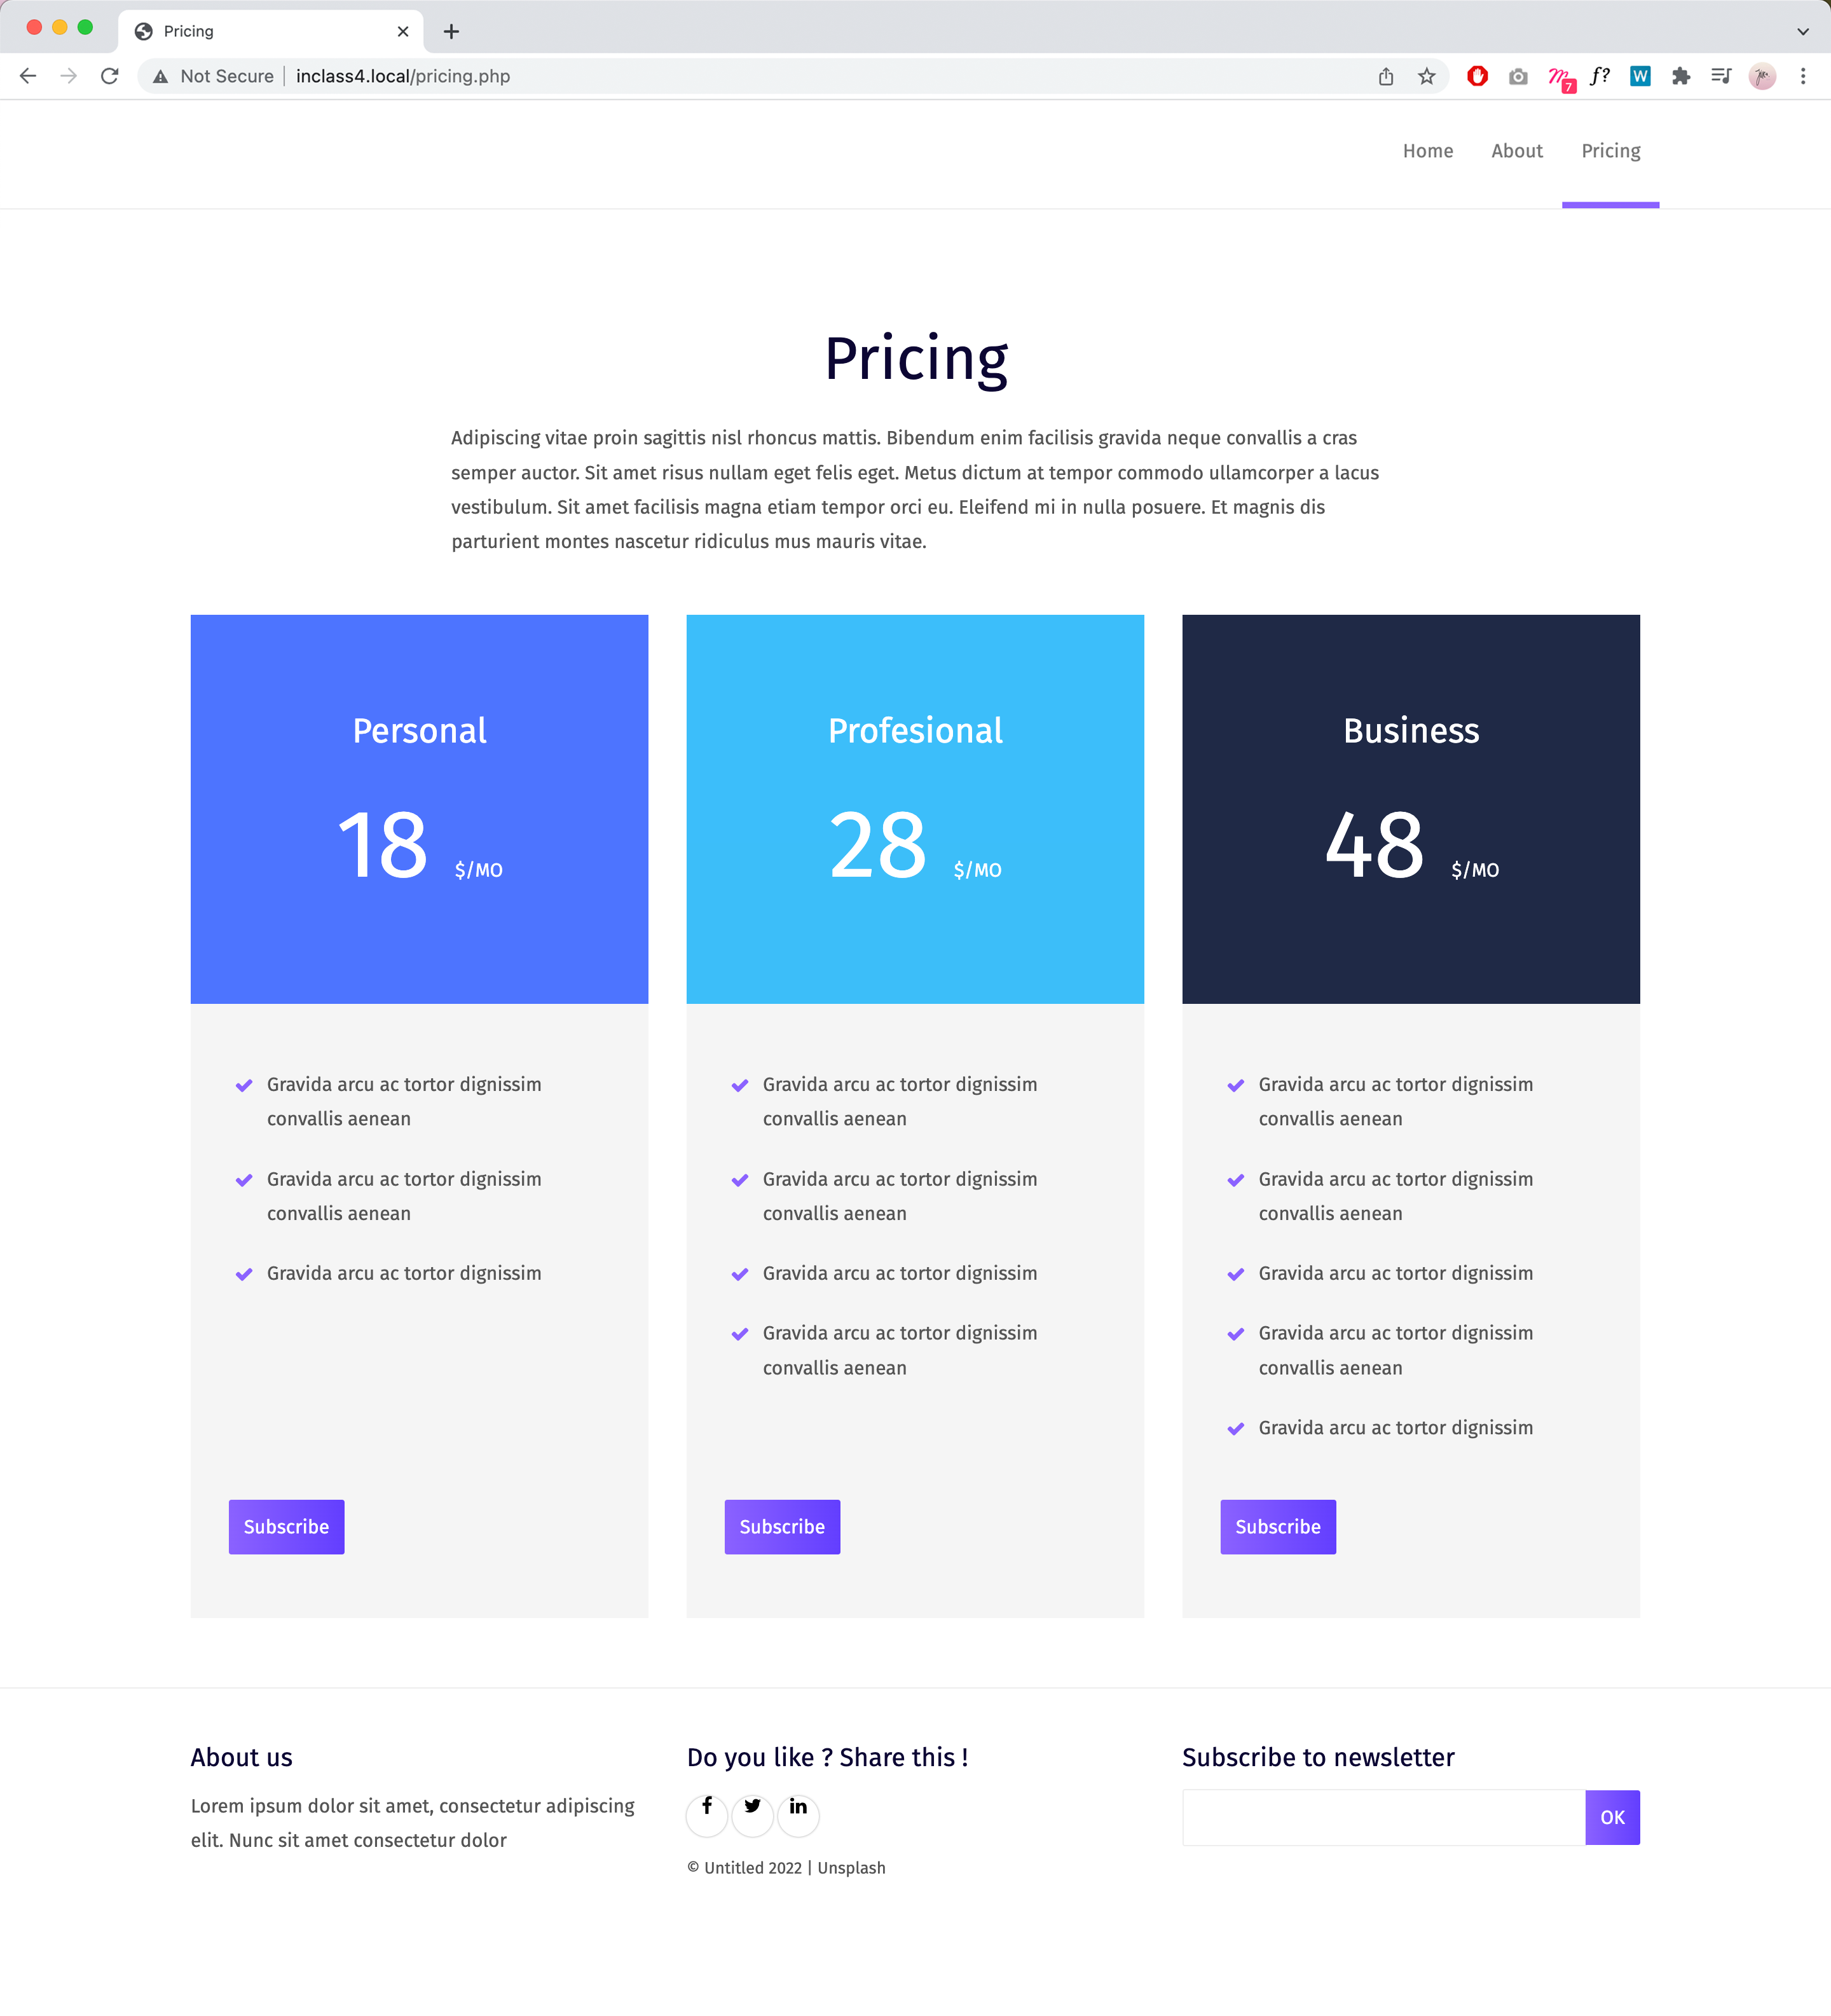 Pricing
Not Secure | inclass4.local/pricing.php
7
f?
W
Home About Pricing
Pricing
Adipiscing vitae proin sagittis nisl rhoncus mattis. Bibendum enim facilisis gravida neque convallis a cras
semper auctor. Sit amet risus nullam eget felis eget. Metus dictum at tempor commodo ullamcorper a lacus
vestibulum. Sit amet facilisis magna etiam tempor orci eu. Eleifend mi in nulla posuere. Et magnis dis
parturient montes nascetur ridiculus mus mauris vitae.
Personal
18 $/MO
Gravida arcu ac tortor dignissim
convallis aenean
Gravida arcu ac tortor dignissim
convallis aenean
Gravida arcu ac tortor dignissim
Subscribe
Profesional
28 $/MO
Gravida arcu ac tortor dignissim
convallis aenean
Gravida arcu ac tortor dignissim
convallis aenean
Gravida arcu ac tortor dignissim
Gravida arcu ac tortor dignissim
convallis aenean
Subscribe
Business
48 $/MO
Gravida arcu ac tortor dignissim
convallis aenean
Gravida arcu ac tortor dignissim
convallis aenean
Gravida arcu ac tortor dignissim
Gravida arcu ac tortor dignissim
convallis aenean
Gravida arcu ac tortor dignissim
Subscribe
About us
Lorem ipsum dolor sit amet, consectetur adipiscing
elit. Nunc sit amet consectetur dolor
Do you like ? Share this !
f in
© Untitled 2022 | Unsplash
Subscribe to newsletter
OK